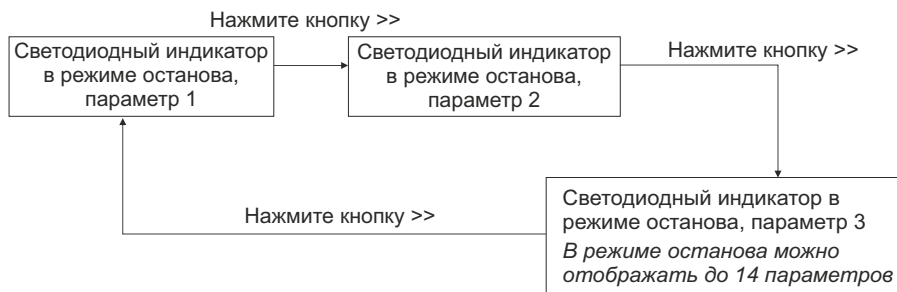 Нажмите кнопку >>
Светодиодный индикатор
в режиме останова,
параметр 1
Светодиодный индикатор
в режиме останова,
параметр 2
Нажмите кнопку >>
Светодиодный индикатор в
режиме останова, параметр 3
В режиме останова можно
отображать до 14 параметров
Нажмите кнопку >>